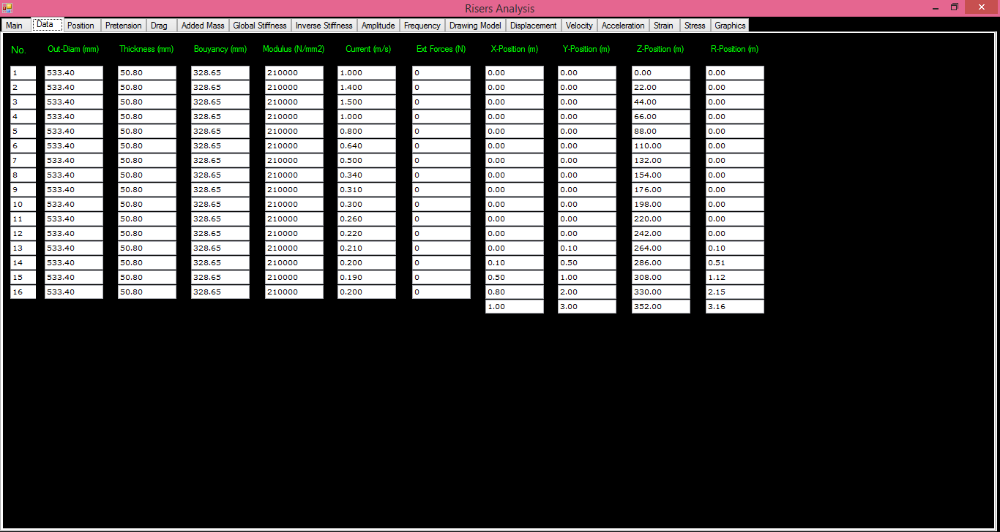 Risers Analysis
Main Data Position Pretension Drag Added Mass Global Stiffness Inverse Stiffness Amplitude Frequency Drawing Model Displacement Velocity Acceleration Strain Stress Graphics
No. Out-Diam (mm) Thickness (mm) Bouyancy (mm) Modulus (N/mm2) Current (m/s) Ext Forces (N) X-Position (m) Y-Position (m) Z-Position (m) R-Position (m)
1 533.40 50.80 328.65 210000 1.000 0 0.00 0.00 0.00 0.00
2 533.40 50.80 328.65 210000 1.400 0 0.00 0.00 22.00 0.00
3 533.40 50.80 328.65 210000 1.500 0 0.00 0.00 44.00 0.00
4 533.40 50.80 328.65 210000 1.000 0 0.00 0.00 66.00 0.00
5 533.40 50.80 328.65 210000 0.800 0 0.00 0.00 88.00 0.00
6 533.40 50.80 328.65 210000 0.640 0 0.00 0.00 110.00 0.00
7 533.40 50.80 328.65 210000 0.500 0 0.00 0.00 132.00 0.00
8 533.40 50.80 328.65 210000 0.340 0 0.00 0.00 154.00 0.00
9 533.40 50.80 328.65 210000 0.310 0 0.00 0.00 176.00 0.00
10 533.40 50.80 328.65 210000 0.300 0 0.00 0.00 198.00 0.00
11 533.40 50.80 328.65 210000 0.260 0 0.00 0.00 220.00 0.00
12 533.40 50.80 328.65 210000 0.220 0 0.00 0.00 242.00 0.00
13 533.40 50.80 328.65 210000 0.210 0 0.00 0.10 264.00 0.10
14 533.40 50.80 328.65 210000 0.200 0 0.10 0.50 286.00 0.51
15 533.40 50.80 328.65 210000 0.190 0 0.50 1.00 308.00 1.12
16 533.40 50.80 328.65 210000 0.200 0 0.80 2.00 330.00 2.15
1.00 3.00 352.00 3.16